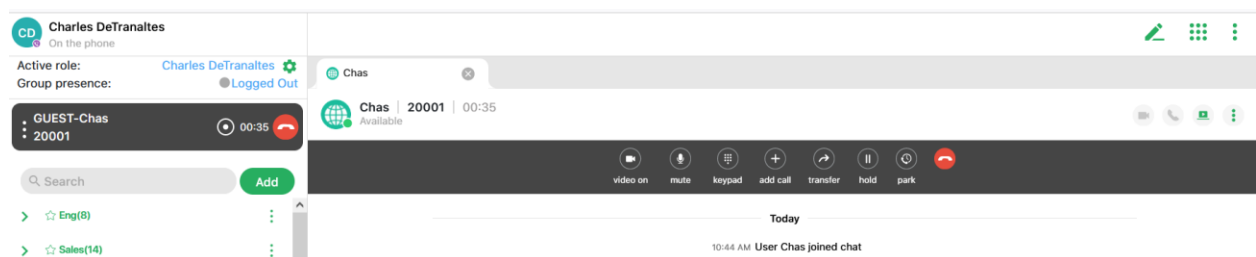 CD
Charles DeTranaltes
On the phone
Active role: Charles DeTranaltes
Group presence: Logged Out
GUEST-Chas
20001
00:35
Search
Add
Eng(8)
Sales(14)
Chas
Chas | 20001 | 00:35
Available
video on mute keypad add call transfer hold park
Today
10:44 AM User Chas joined chat